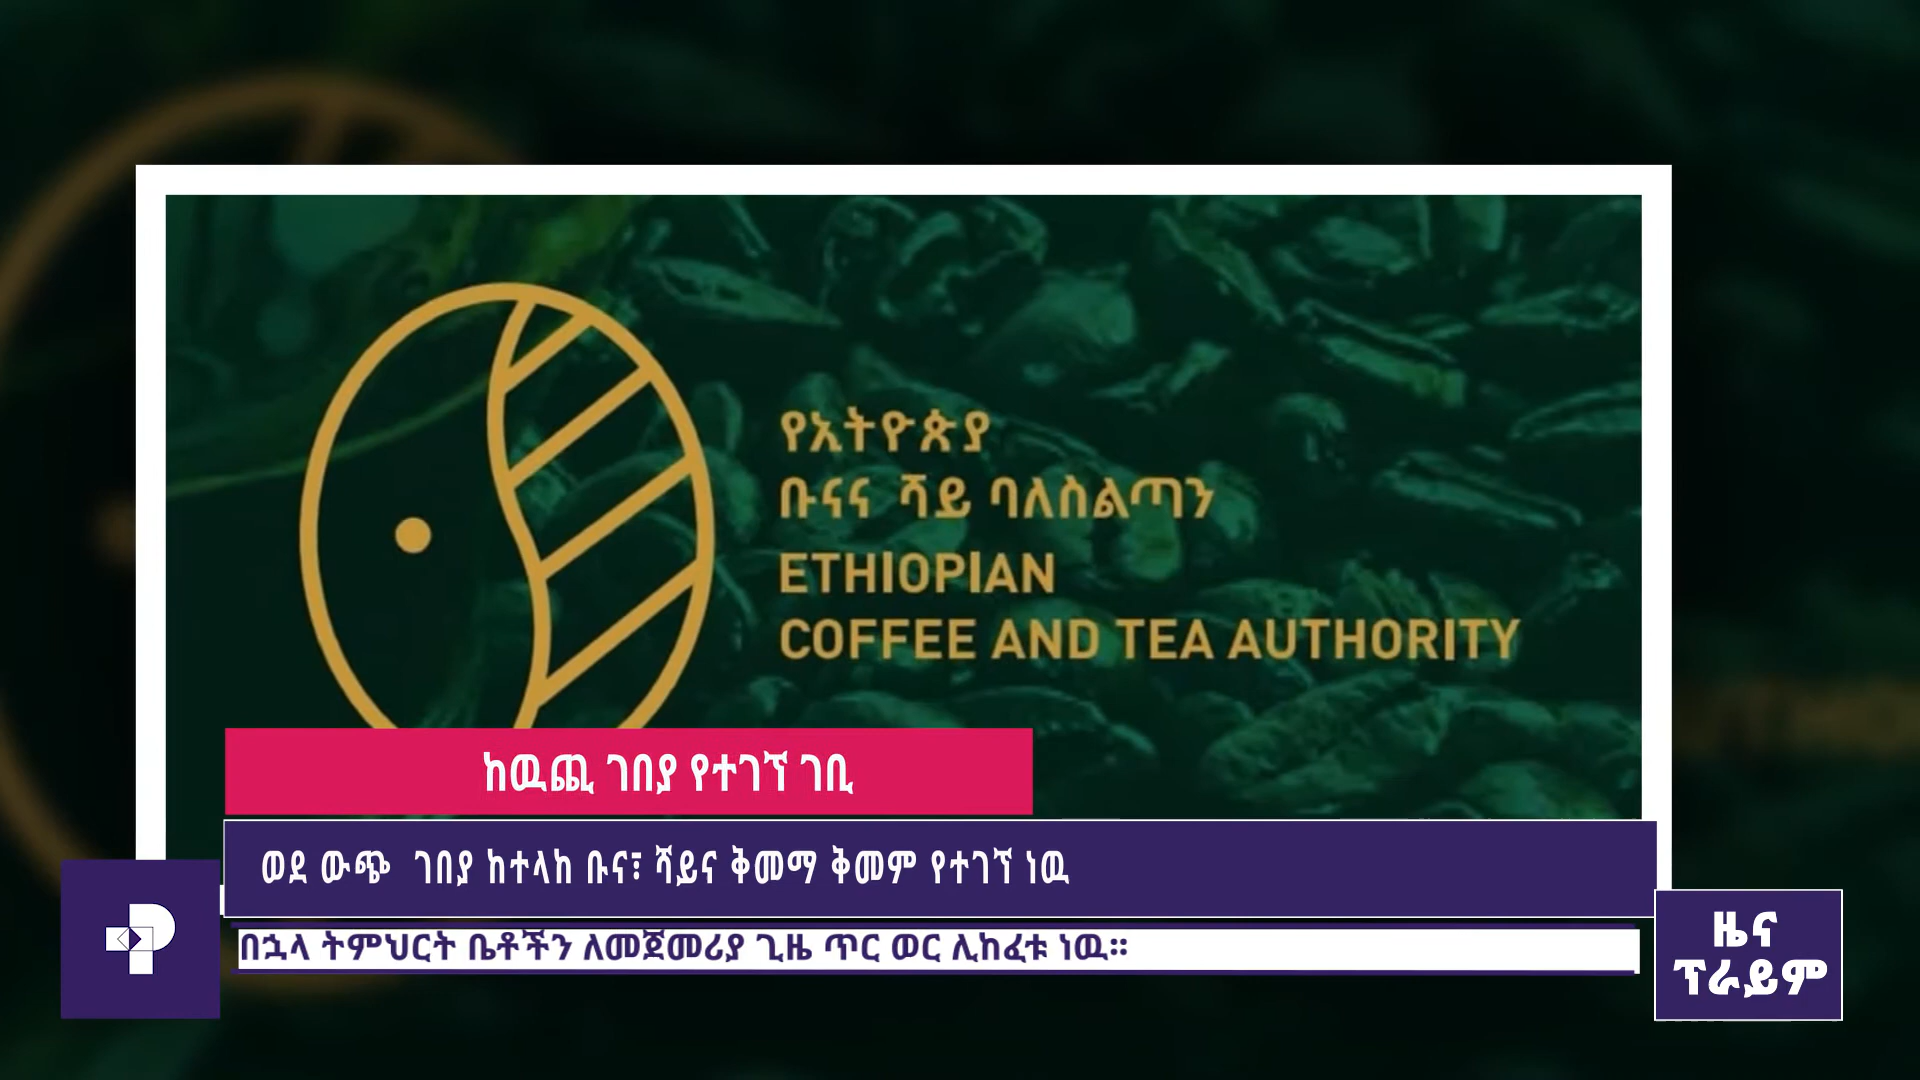 የኢትዮጵያ
ቡናና ሻይ ባለስልጣን
ETHIOPIAN
COFFEE AND TEA AUTHORITY
ከዉጪ ገበያ የተገኘ ገቢ
ወደ ውጭ ገበያ ከተላከ ቡና፣ ሻይና ቅመማ ቅመም የተገኘ ነዉ
በኋላ ትምህርት ቤቶችን ለመጀመሪያ ጊዜ ጥር ወር ሊከፈቱ ነዉ።
ዜና
ፕራይም